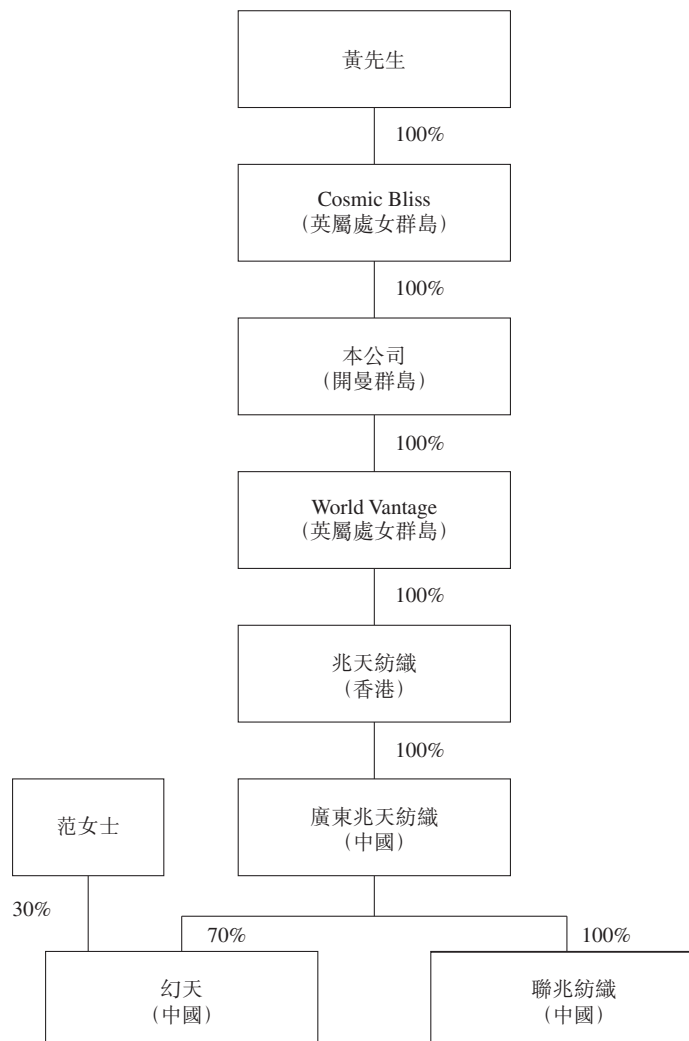 黃先生
100%
Cosmic Bliss
（英屬處女群島）
100%
本公司
（開曼群島）
100%
World Vantage
（英屬處女群島）
100%
兆天紡織
（香港）
100%
范女士
廣東兆天紡織
（中國）
30%
70%
100%
幻天
（中國）
聯兆紡織
（中國）